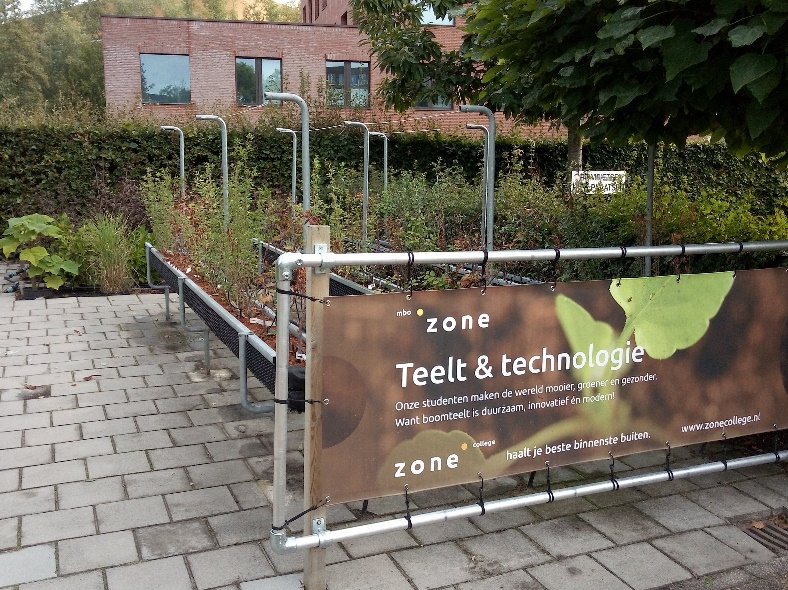 mbo
zone
Teelt & technologie
Onze studenten maken de wereld mooier, groener en gezonder.
Want boomteelt is duurzaam, innovatief én modern!
zone college
haalt je beste binnenste buiten.
www.zonecollege.nl